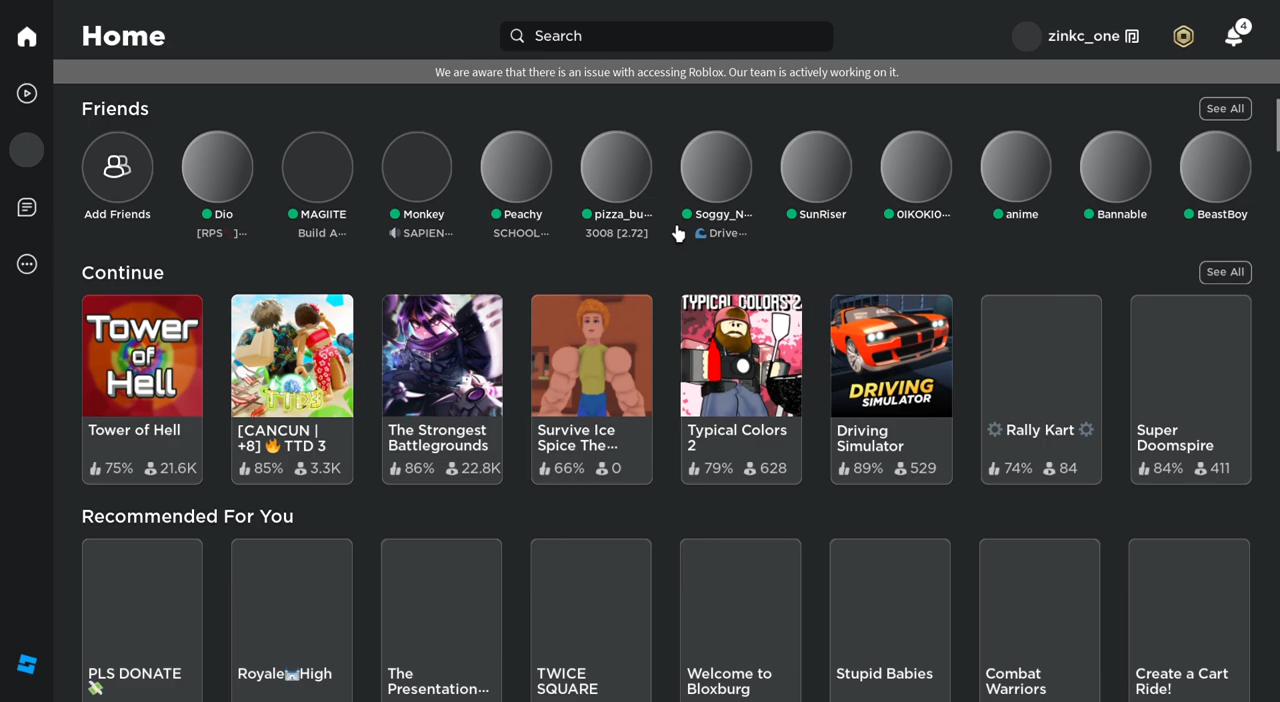 Home
Search
zinkc_one
4
We are aware that there is an issue with accessing Roblox. Our team is actively working on it.
Friends
See All
Add Friends
Dio
MAGIITE
Monkey
Peachy
pizza_bu...
Soggy_N...
SunRiser
OIKOKIO...
anime
Bannable
BeastBoy
[RPS ]...
Build A...
SAPIEN...
SCHOOL...
3008 [2.72]
🌊 Drive...
Continue
See All
Tower
of
Hell
TTD3
TYPICAL COLORS 2
DRIVING
SIMULATOR
Tower of Hell
75% 21.6K
[CANCUN |
+8] 🔥 TTD 3
85% 3.3K
The Strongest
Battlegrounds
86% 22.8K
Survive Ice
Spice The...
66% 0
Typical Colors
2
79% 628
Driving
Simulator
89% 529
⚙️ Rally Kart ⚙️
74% 84
Super
Doomspire
84% 411
Recommended For You
PLS DONATE
💸
Royale🏰High
The
Presentation...
TWICE
SQUARE
Welcome to
Bloxburg
Stupid Babies
Combat
Warriors
Create a Cart
Ride!